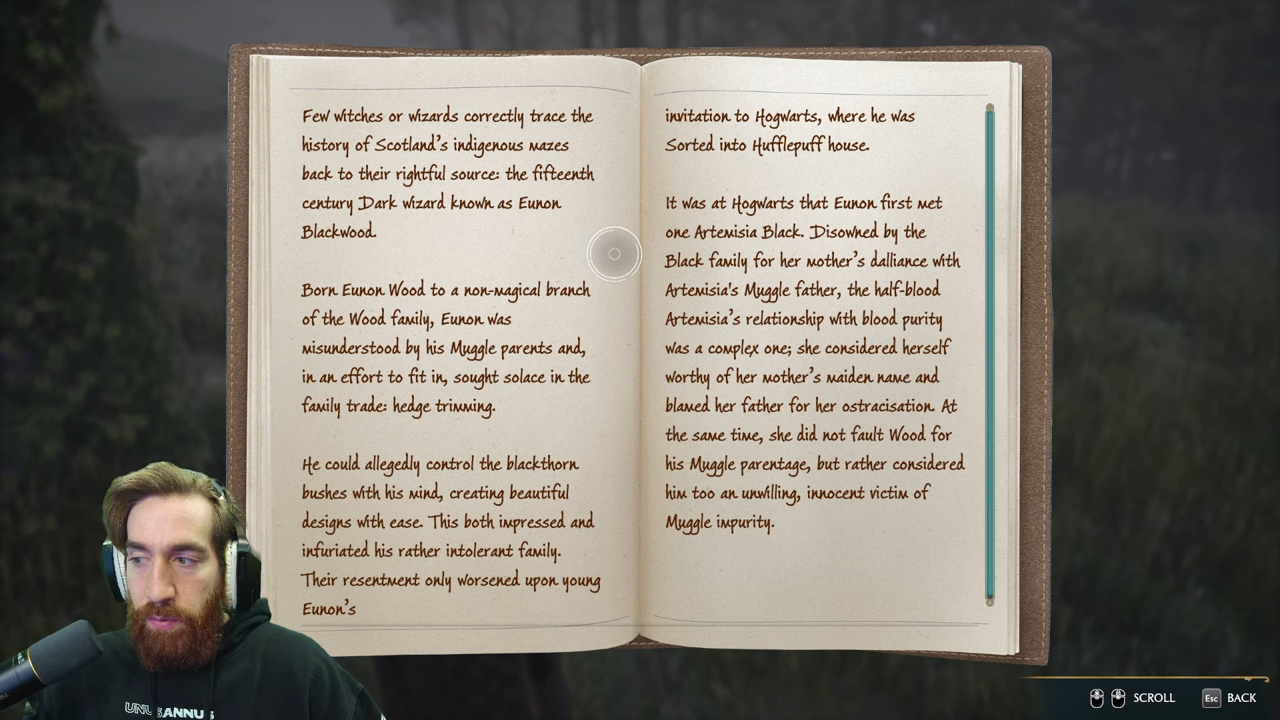 Few witches or wizards correctly trace the
history of Scotland's indigenous mazes
back to their rightful source: the fifteenth
century Dark wizard known as Eunon
Blackwood.
Born Eunon Wood to a non-magical branch
of the Wood family, Eunon was
misunderstood by his Muggle parents and,
in an effort to fit in, sought solace in the
family trade: hedge trimming.
He could allegedly control the blackthorn
bushes with his mind, creating beautiful
designs with ease. This both impressed and
infuriated his rather intolerant family.
Their resentment only worsened upon young
Eunon's
invitation to Hogwarts, where he was
Sorted into Hufflepuff house.
It was at Hogwarts that Eunon first met
one Artemisia Black. Disowned by the
Black family for her mother's dalliance with
Artemisia's Muggle father, the half-blood
Artemisia's relationship with blood purity
was a complex one; she considered herself
worthy of her mother's maiden name and
blamed her father for her ostracisation. At
the same time, she did not fault Wood for
his Muggle parentage, but rather considered
him too an unwilling, innocent victim of
Muggle impurity.
SCROLL
Esc BACK